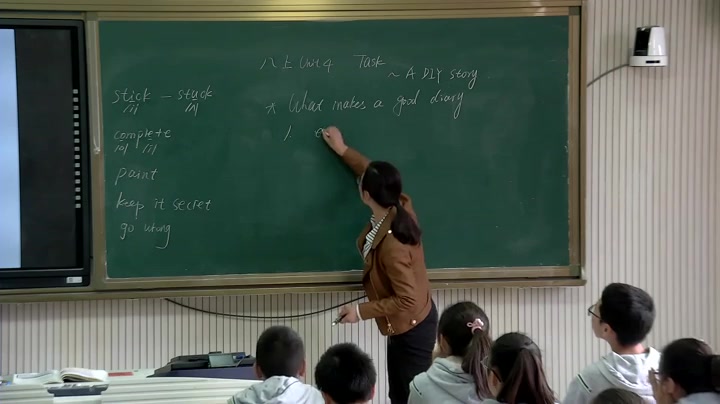 八上 Unit 4 Task
~ A DIY story.
stick - stuck
/ɪ/ /ʌ/
complete
/ə/ /iː/
paint
keep it secret
go wrong
* What makes a good diary
1. e